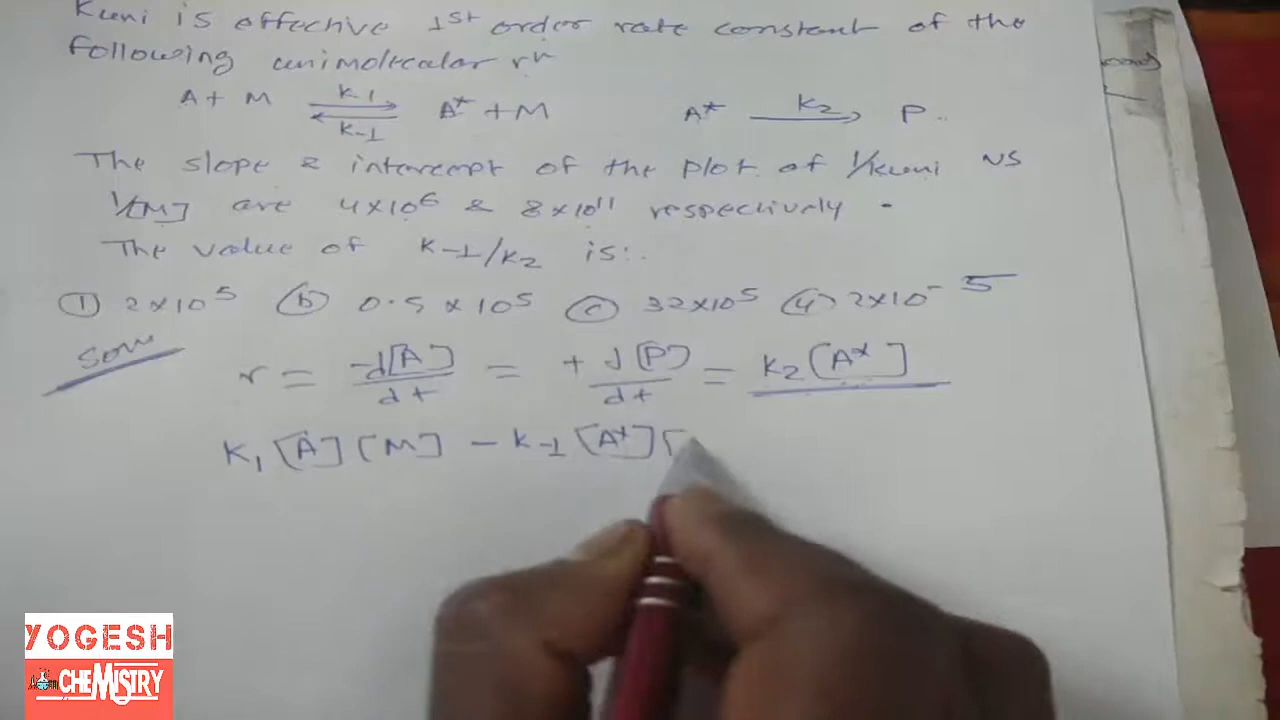 Kuni is effective 1st order rate constant of the
following unimolecular rxn
A + M ⇌ A* + M    A* → P.
k1    k2
k-1
The slope & intercept of the plot of 1/kuni vs
1/[M] are 4×10^6 & 8×10^11 respectively.
The value of k-1/k2 is:.
① 2×10^5 ⓑ 0.5×10^5 ⓒ 32×10^5 ④ 2×10^-5
Soln
r = -d[A]/dt = + d[P]/dt = k2[A*]
K1[A][M] - k-1[A*][
YOGESH
CHEMISTRY